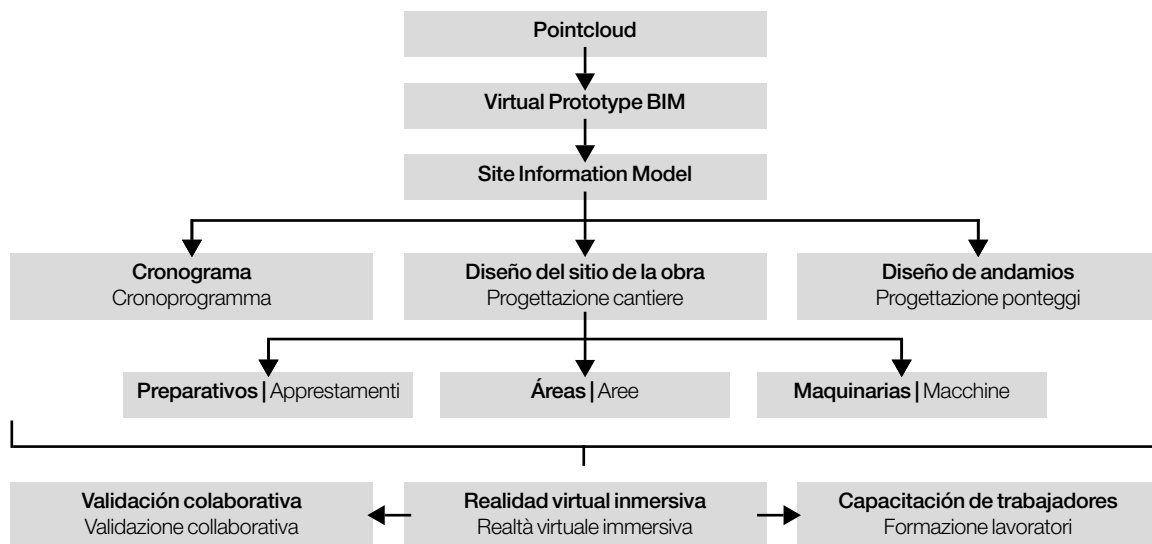 Pointcloud
Virtual Prototype BIM
Site Information Model
Cronograma
Cronoprogramma
Diseño del sitio de la obra
Progettazione cantiere
Diseño de andamios
Progettazione ponteggi
Preparativos | Apprestamenti
Áreas | Aree
Maquinarias | Macchine
Validación colaborativa
Validazione collaborativa
Realidad virtual inmersiva
Realtà virtuale immersiva
Capacitación de trabajadores
Formazione lavoratori